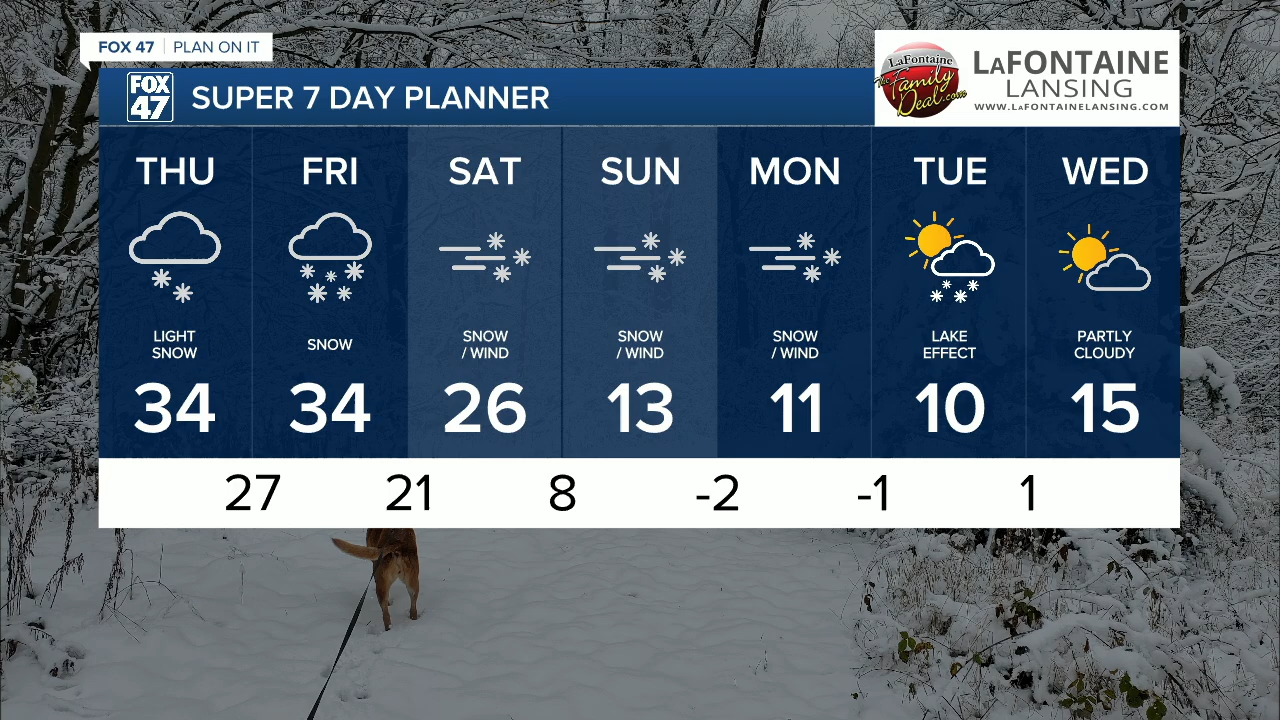 FOX 47 | PLAN ON IT
FOX
47
SUPER 7 DAY PLANNER
LaFontaine
the Family
Deal.com
LAFONTAINE
LANSING
WWW.LAFONTAINELANSING.COM
THU FRI SAT SUN MON TUE WED
LIGHT
SNOW
SNOW
SNOW
/ WIND
SNOW
/ WIND
SNOW
/ WIND
LAKE
EFFECT
PARTLY
CLOUDY
34 34 26 13 11 10 15
27 21 8 -2 -1 1